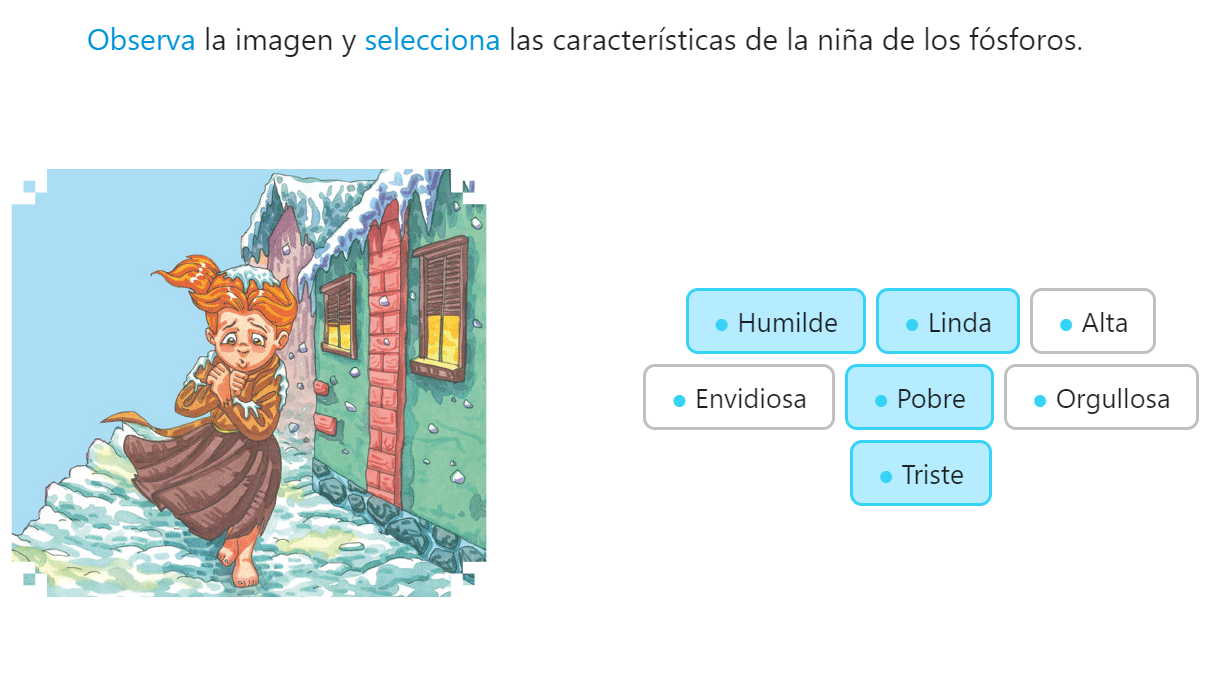 Observa la imagen y selecciona las características de la niña de los fósforos.
Humilde
Linda
Alta
Envidiosa
Pobre
Orgullosa
Triste